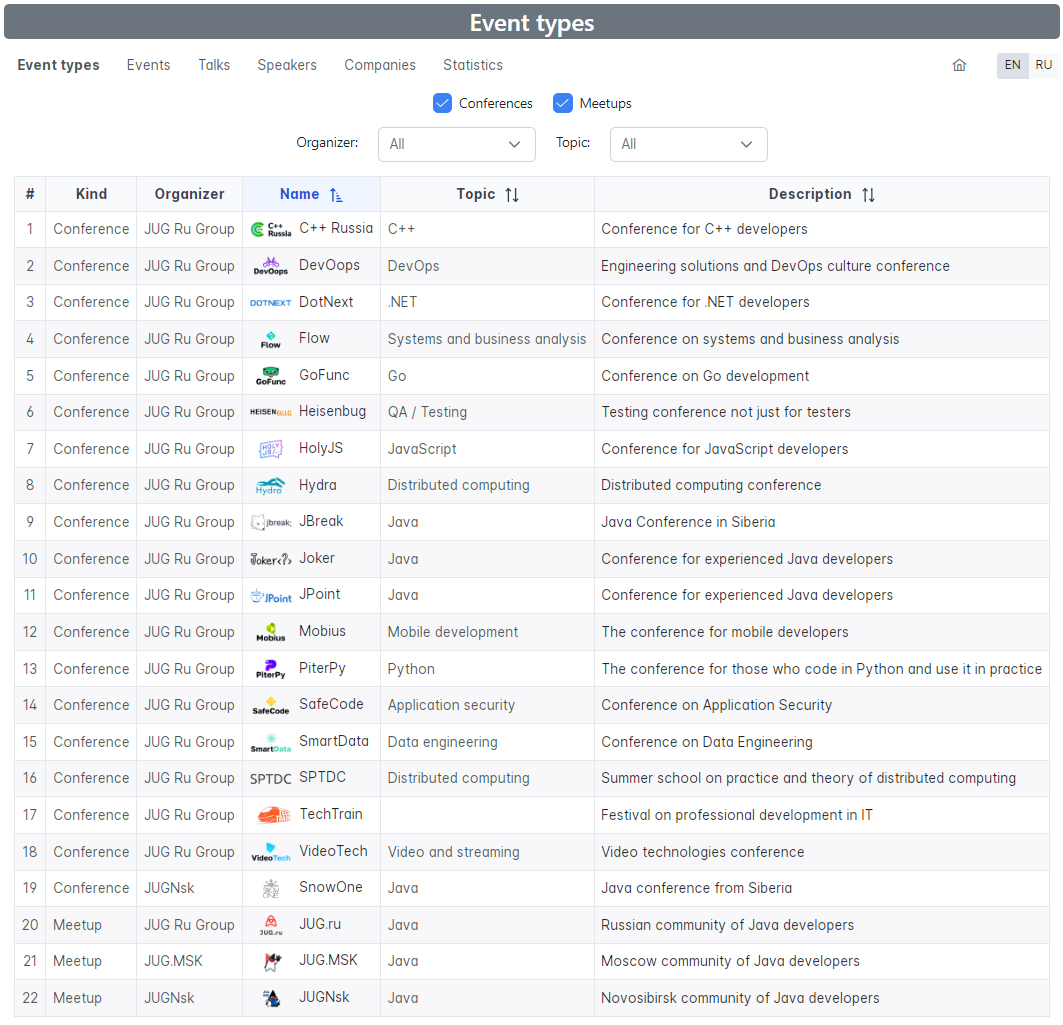 Event types
Event types Events Talks Speakers Companies Statistics EN RU
Conferences Meetups
Organizer: All Topic: All
# Kind Organizer Name Topic Description
1 Conference JUG Ru Group C++ Russia C++ Russia C++ Conference for C++ developers
2 Conference JUG Ru Group DevOops DevOops DevOps Engineering solutions and DevOps culture conference
3 Conference JUG Ru Group DOTNEXT DotNext .NET Conference for .NET developers
4 Conference JUG Ru Group Flow Flow Systems and business analysis Conference on systems and business analysis
5 Conference JUG Ru Group GoFunc GoFunc Go Conference on Go development
6 Conference JUG Ru Group HEISENBUG Heisenbug QA / Testing Testing conference not just for testers
7 Conference JUG Ru Group HOLY JS HolyJS JavaScript Conference for JavaScript developers
8 Conference JUG Ru Group Hydra Hydra Distributed computing Distributed computing conference
9 Conference JUG Ru Group jbreak; JBreak Java Java Conference in Siberia
10 Conference JUG Ru Group Joker<?> Joker Java Conference for experienced Java developers
11 Conference JUG Ru Group JPoint JPoint Java Conference for experienced Java developers
12 Conference JUG Ru Group Mobius Mobius Mobile development The conference for mobile developers
13 Conference JUG Ru Group PiterPy PiterPy Python The conference for those who code in Python and use it in practice
14 Conference JUG Ru Group SafeCode SafeCode Application security Conference on Application Security
15 Conference JUG Ru Group SmartData SmartData Data engineering Conference on Data Engineering
16 Conference JUG Ru Group SPTDC SPTDC Distributed computing Summer school on practice and theory of distributed computing
17 Conference JUG Ru Group TechTrain Festival on professional development in IT
18 Conference JUG Ru Group VideoTech VideoTech Video and streaming Video technologies conference
19 Conference JUGNsk SnowOne Java Java conference from Siberia
20 Meetup JUG Ru Group JUG.ru JUG.ru Java Russian community of Java developers
21 Meetup JUG.MSK JUG.MSK Java Moscow community of Java developers
22 Meetup JUGNsk JUGNsk Java Novosibirsk community of Java developers